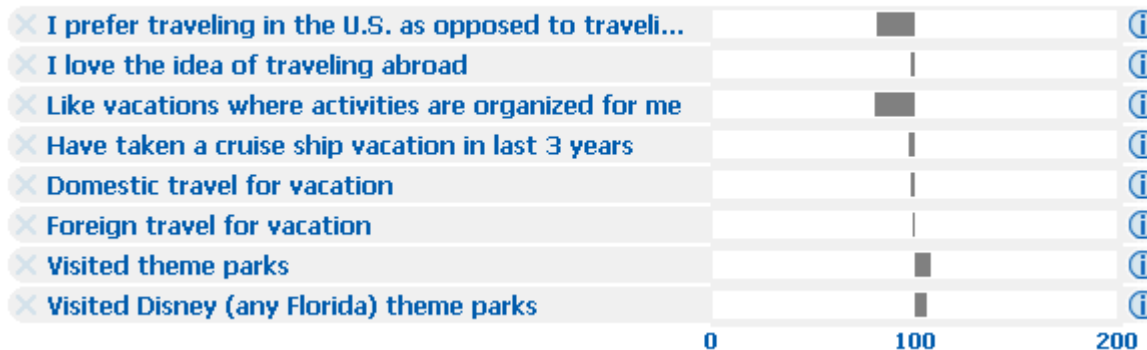 I prefer traveling in the U.S. as opposed to traveli...
I love the idea of traveling abroad
Like vacations where activities are organized for me
Have taken a cruise ship vacation in last 3 years
Domestic travel for vacation
Foreign travel for vacation
Visited theme parks
Visited Disney (any Florida) theme parks
0 100 200